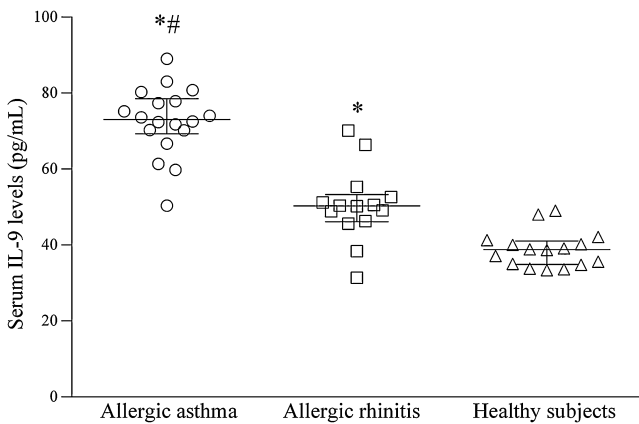 Serum IL-9 levels (pg/mL)
100
80
60
40
20
0
*#
*
Allergic asthma
Allergic rhinitis
Healthy subjects